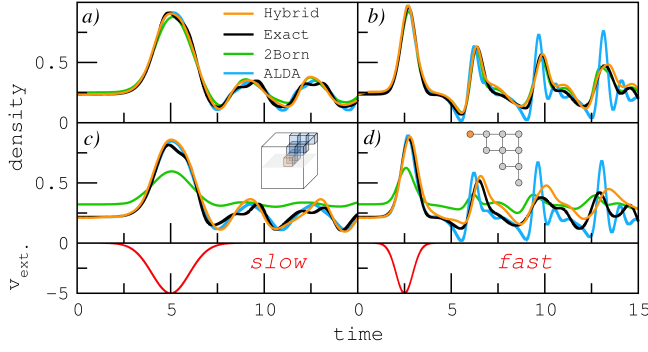 a)
Hybrid
Exact
2Born
ALDA
b)
0.5
0
density
c)
d)
0.5
0
v_ext.
-5
slow
fast
0 5 10 0 5 10 15
time